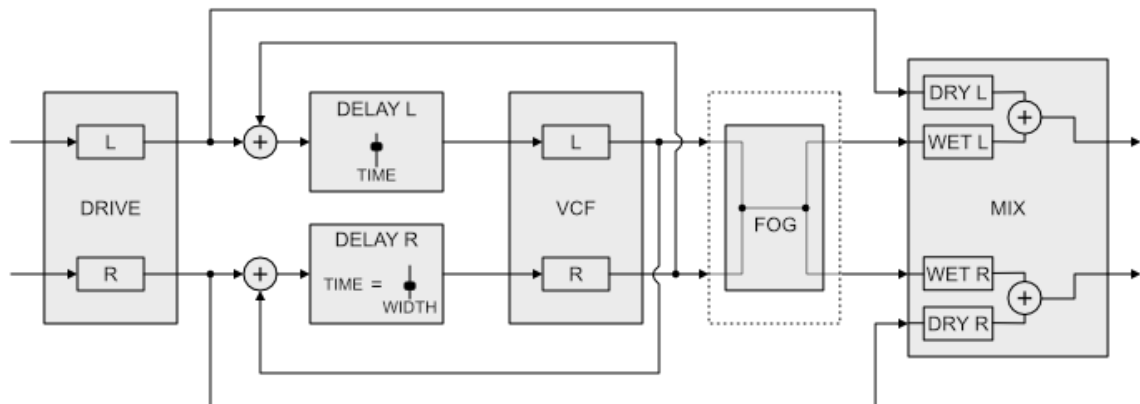 DRIVE
L
R
+
+
DELAY L
TIME
DELAY R
TIME = WIDTH
VCF
L
R
FOG
MIX
DRY L
WET L
+
WET R
DRY R
+